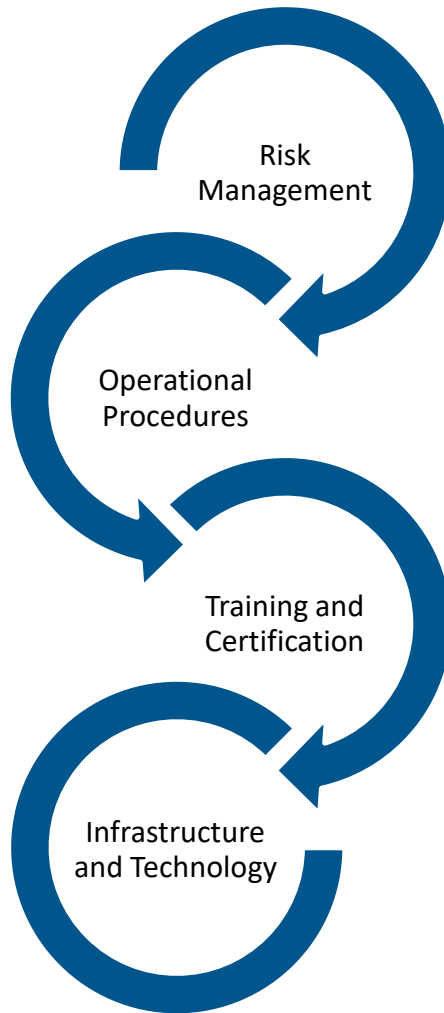 Risk
Management
Operational
Procedures
Training and
Certification
Infrastructure
and Technology